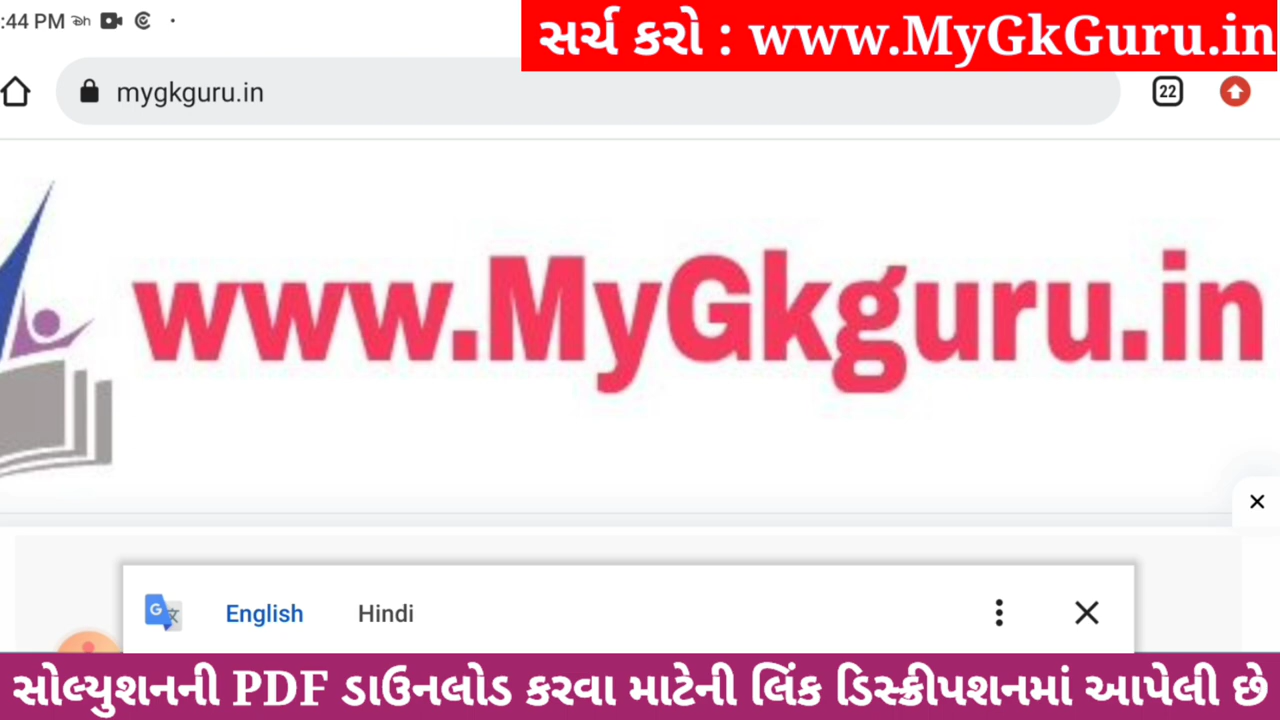 :44 PM
સર્ચ કરો : www.MyGkGuru.in
mygkguru.in
22
www.MyGkguru.in
English Hindi
સોલ્યુશનની PDF ડાઉનલોડ કરવા માટેની લિંક ડિસ્ક્રીપશનમાં આપેલી છે